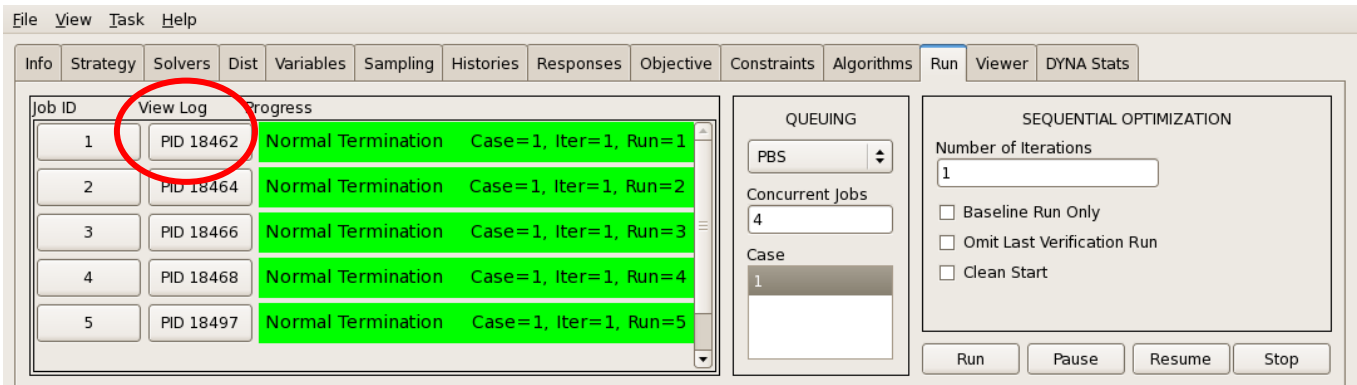 File View Task Help
Info Strategy Solvers Dist Variables Sampling Histories Responses Objective Constraints Algorithms Run Viewer DYNA Stats
Job ID View Log Progress
1 PID 18462 Normal Termination Case=1, Iter=1, Run=1
2 PID 18464 Normal Termination Case=1, Iter=1, Run=2
3 PID 18466 Normal Termination Case=1, Iter=1, Run=3
4 PID 18468 Normal Termination Case=1, Iter=1, Run=4
5 PID 18497 Normal Termination Case=1, Iter=1, Run=5
QUEUING
PBS
Concurrent Jobs
4
Case
1
SEQUENTIAL OPTIMIZATION
Number of Iterations
1
Baseline Run Only
Omit Last Verification Run
Clean Start
Run Pause Resume Stop